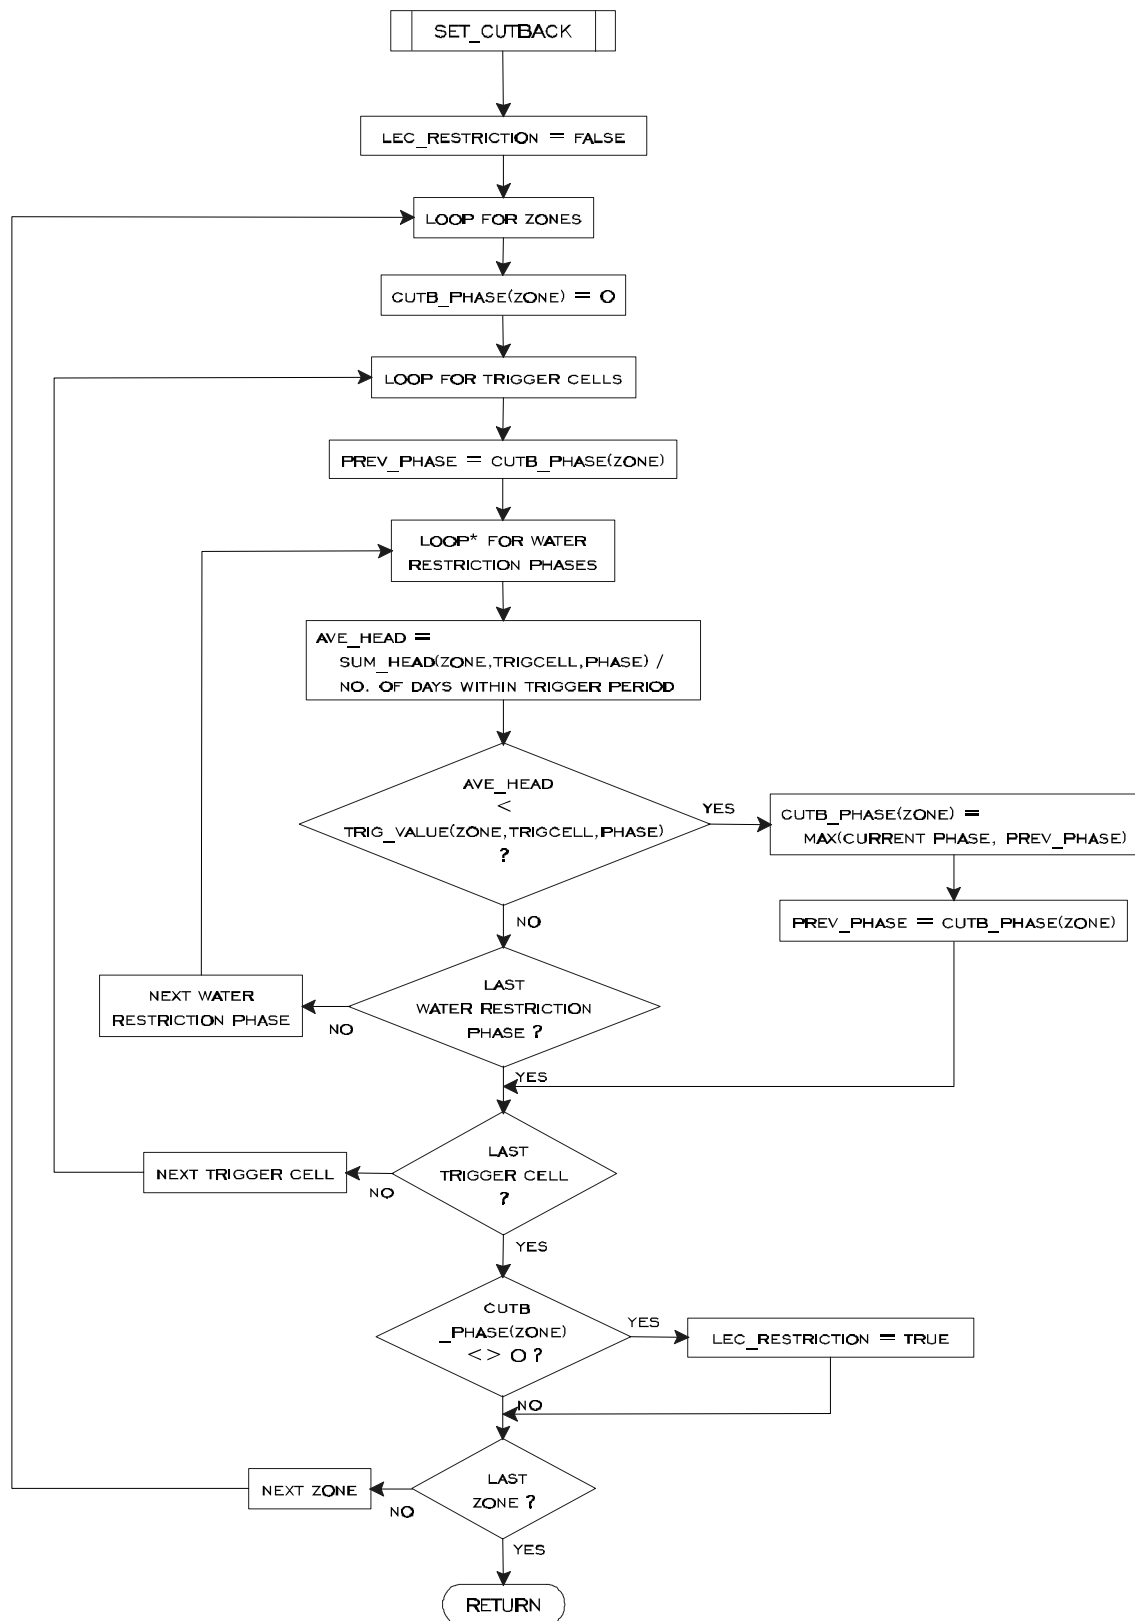 SET_CUTBACK
LEC_RESTRICTION = FALSE
LOOP FOR ZONES
CUTB_PHASE(ZONE) = 0
LOOP FOR TRIGGER CELLS
PREV_PHASE = CUTB_PHASE(ZONE)
LOOP* FOR WATER
RESTRICTION PHASES
AVE_HEAD =
SUM_HEAD(ZONE,TRIGCELL,PHASE) /
NO. OF DAYS WITHIN TRIGGER PERIOD
AVE_HEAD
<
TRIG_VALUE(ZONE,TRIGCELL,PHASE)
?
YES
CUTB_PHASE(ZONE) =
MAX(CURRENT PHASE, PREV_PHASE)
PREV_PHASE = CUTB_PHASE(ZONE)
NO
LAST
WATER RESTRICTION
PHASE ?
NO
NEXT WATER
RESTRICTION PHASE
YES
LAST
TRIGGER CELL
?
NO
NEXT TRIGGER CELL
YES
CUTB
_PHASE(ZONE)
<> 0 ?
YES
LEC_RESTRICTION = TRUE
NO
LAST
ZONE ?
NO
NEXT ZONE
YES
RETURN